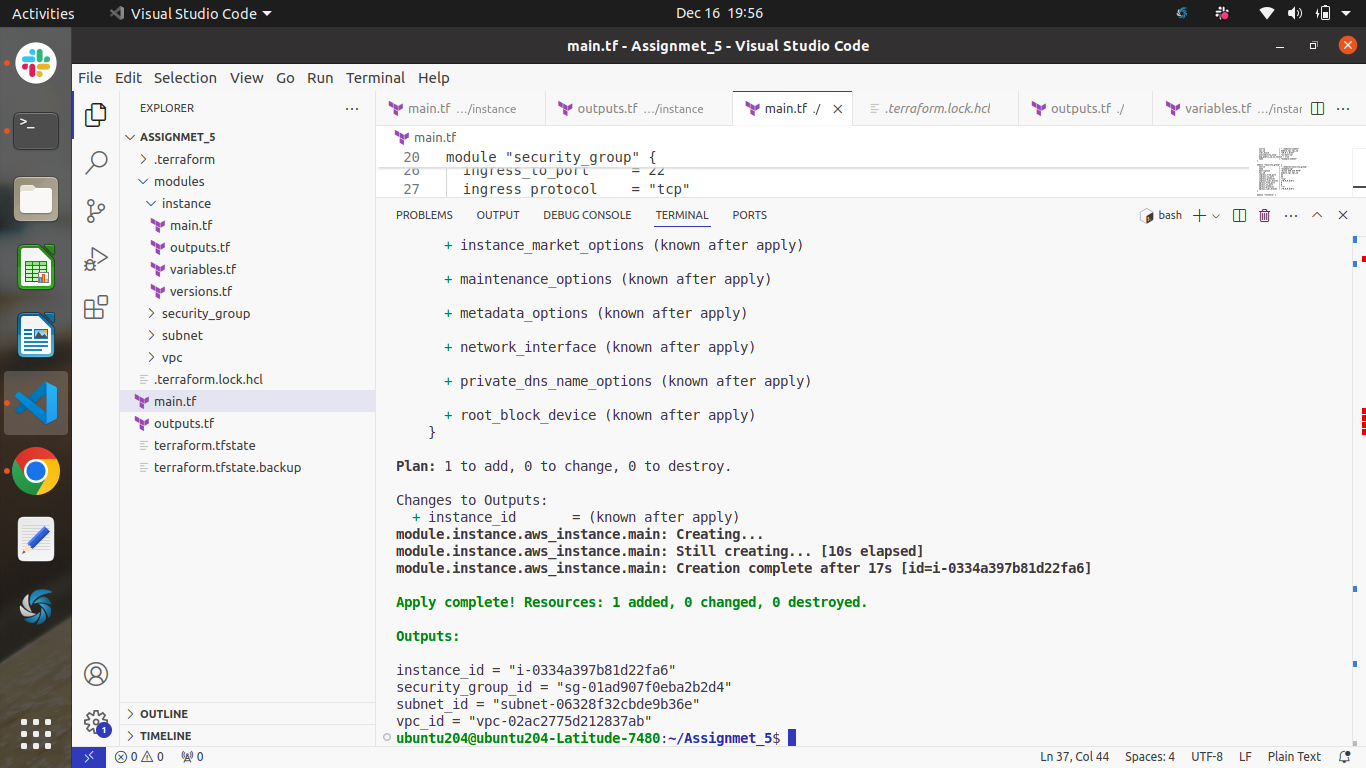 Activities
Visual Studio Code
Dec 16 19:56
main.tf - Assignmet_5 - Visual Studio Code
File Edit Selection View Go Run Terminal Help
EXPLORER
ASSIGNMET_5
.terraform
modules
instance
main.tf
outputs.tf
variables.tf
versions.tf
security_group
subnet
vpc
.terraform.lock.hcl
main.tf
outputs.tf
terraform.tfstate
terraform.tfstate.backup
OUTLINE
TIMELINE
main.tf .../instance
outputs.tf .../instance
main.tf ./
.terraform.lock.hcl
outputs.tf ./
variables.tf .../instar
main.tf
20 module "security_group" {
26 ingress_to_port = 22
27 ingress_protocol = "tcp"
PROBLEMS OUTPUT DEBUG CONSOLE TERMINAL PORTS
bash
+ instance_market_options (known after apply)
+ maintenance_options (known after apply)
+ metadata_options (known after apply)
+ network_interface (known after apply)
+ private_dns_name_options (known after apply)
+ root_block_device (known after apply)
}
Plan: 1 to add, 0 to change, 0 to destroy.
Changes to Outputs:
+ instance_id = (known after apply)
module.instance.aws_instance.main: Creating...
module.instance.aws_instance.main: Still creating... [10s elapsed]
module.instance.aws_instance.main: Creation complete after 17s [id=i-0334a397b81d22fa6]
Apply complete! Resources: 1 added, 0 changed, 0 destroyed.
Outputs:
instance_id = "i-0334a397b81d22fa6"
security_group_id = "sg-01ad907f0eba2b2d4"
subnet_id = "subnet-06328f32cbde9b36e"
vpc_id = "vpc-02ac2775d212837ab"
ubuntu204@ubuntu204-Latitude-7480:~/Assignmet_5$
1
0 0 0
Ln 37, Col 44 Spaces: 4 UTF-8 LF Plain Text